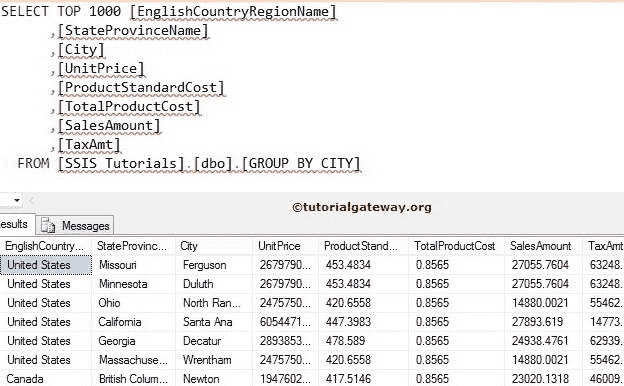 SELECT TOP 1000 [EnglishCountryRegionName]
,[StateProvinceName]
,[City]
,[UnitPrice]
,[ProductStandardCost]
,[TotalProductCost]
,[SalesAmount]
,[TaxAmt]
FROM [SSIS Tutorials].[dbo].[GROUP BY CITY]
©tutorialgateway.org
esults Messages
EnglishCountry... StateProvinc... City UnitPrice ProductStand... TotalProductCost SalesAmount TaxAmt
United States Missouri Ferguson 2679790... 453.4834 0.8565 27055.7604 63248.
United States Minnesota Duluth 2679790... 453.4834 0.8565 27055.7604 63248.
United States Ohio North Ran... 2475750... 420.6558 0.8565 14880.0021 55462.
United States California Santa Ana 6054471... 447.3983 0.8565 27893.619 14773.
United States Georgia Decatur 2893853... 478.589 0.8565 24938.4761 62939.
United States Massachuse... Wrentham 2475750... 420.6558 0.8565 14880.0021 55462.
Canada British Colum... Newton 1947602... 417.5146 0.8565 23020.1318 46009.